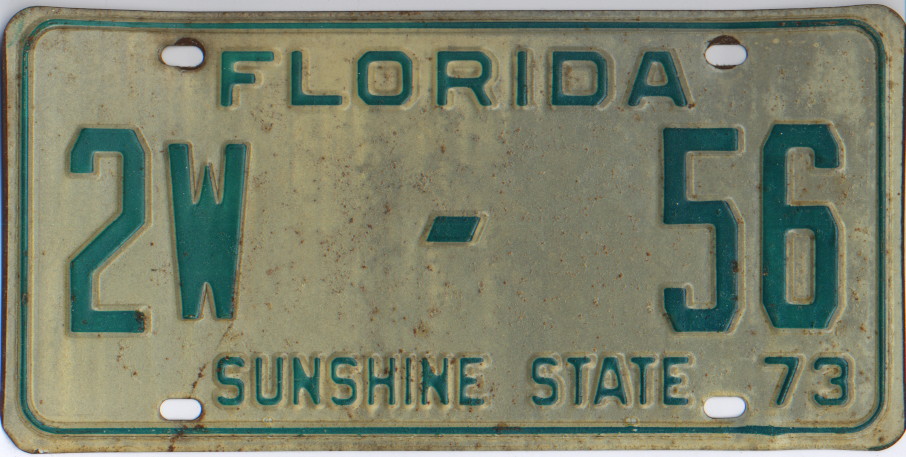 FLORIDA
2W - 56
SUNSHINE STATE 73